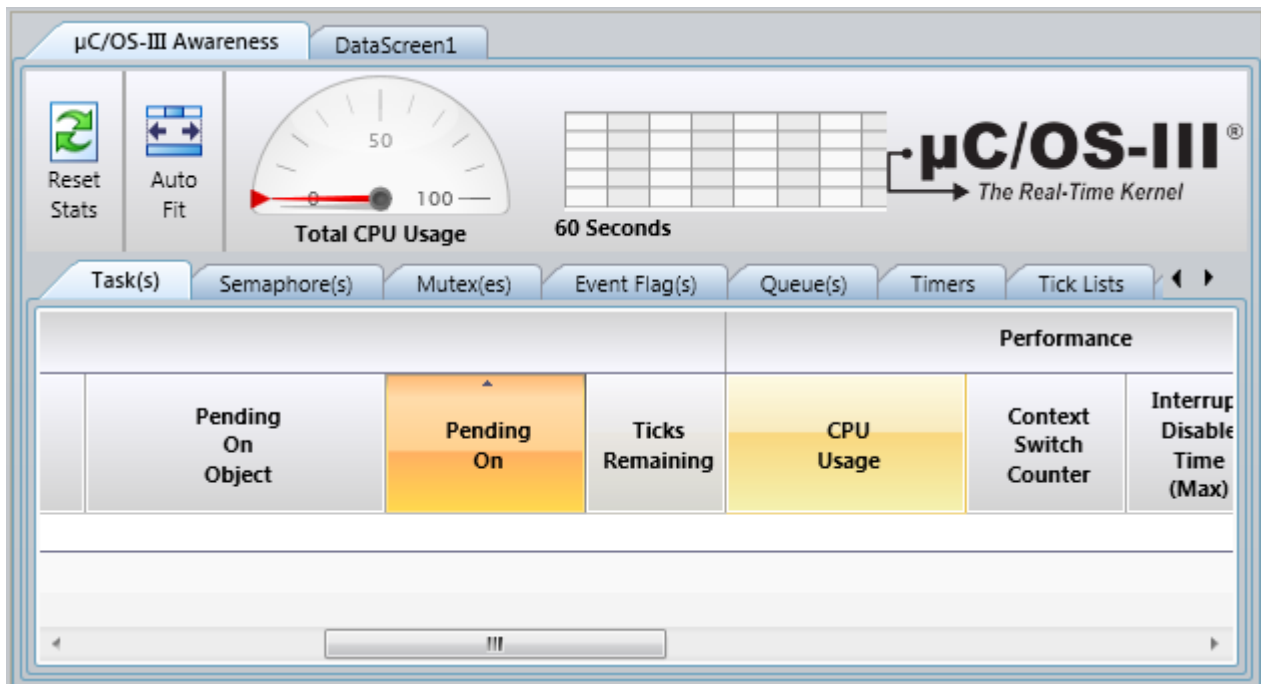 µC/OS-III Awareness
DataScreen1
Reset
Stats
Auto
Fit
0
50
100
Total CPU Usage
60 Seconds
µC/OS-III®
The Real-Time Kernel
Task(s)
Semaphore(s)
Mutex(es)
Event Flag(s)
Queue(s)
Timers
Tick Lists
Performance
Pending
On
Object
Pending
On
Ticks
Remaining
CPU
Usage
Context
Switch
Counter
Interrup
Disable
Time
(Max)